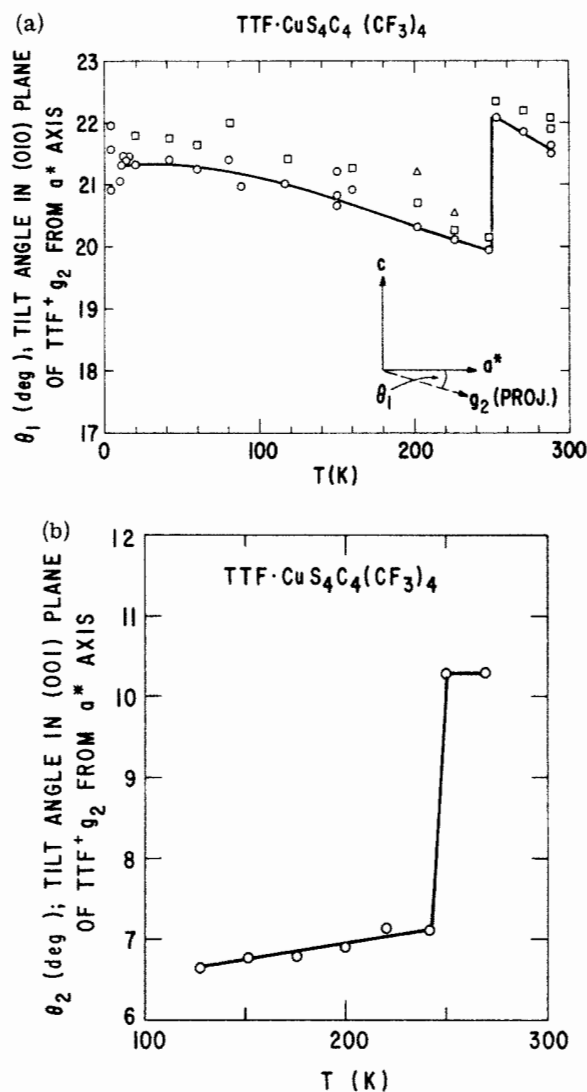 (a)
TTF·CuS₄C₄ (CF₃)₄
θ₁ (deg); TILT ANGLE IN (010) PLANE
OF TTF⁺ g₂ FROM a* AXIS
23
22
21
20
19
18
17
0
100
200
300
T(K)
c
a*
θ₁
g₂ (PROJ.)
(b)
TTF·CuS₄C₄(CF₃)₄
θ₂ (deg); TILT ANGLE IN (001) PLANE
OF TTF⁺ g₂ FROM a* AXIS
12
11
10
9
8
7
6
100
200
300
T (K)